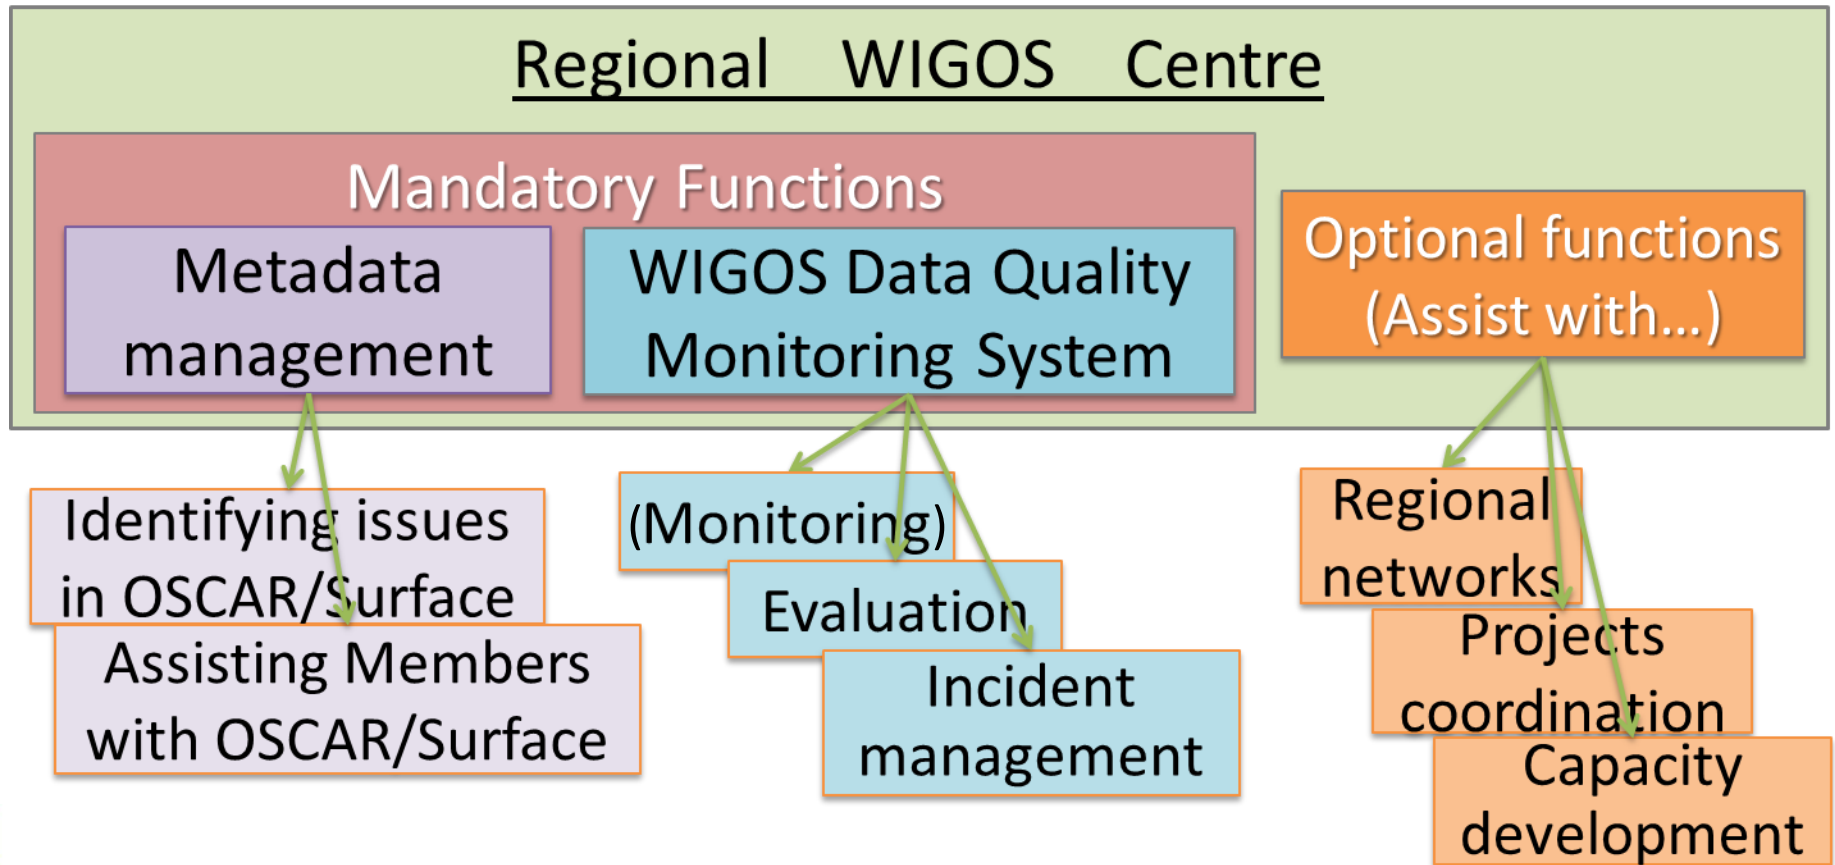 Regional WIGOS Centre
Mandatory Functions
Metadata
management
WIGOS Data Quality
Monitoring System
Optional functions
(Assist with...)
Identifying issues
in OSCAR/Surface
Assisting Members
with OSCAR/Surface
(Monitoring)
Evaluation
Incident
management
Regional
networks
Projects
coordination
Capacity
development